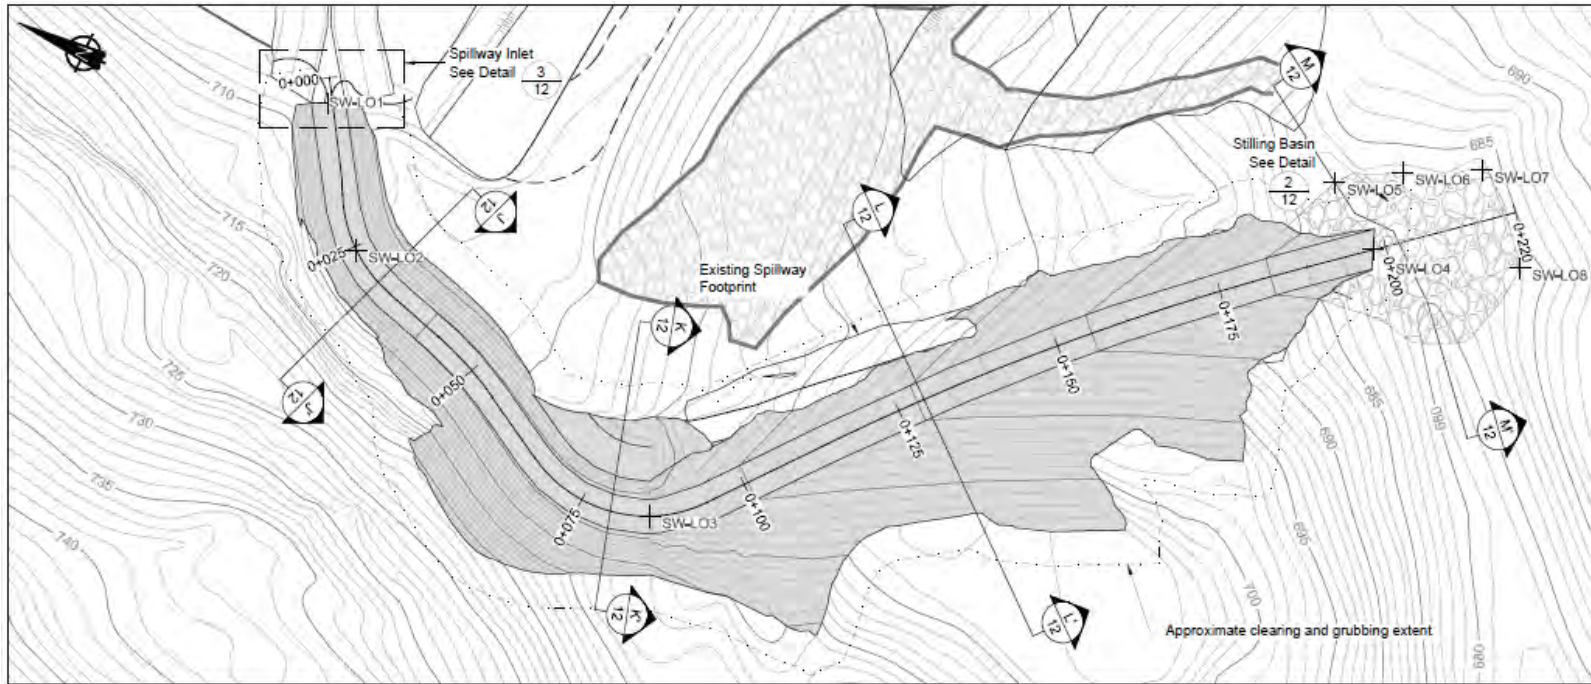 Spillway Inlet
See Detail
3
12
0+000
SW-LO1
710
690
M
12
685
Stilling Basin
See Detail
2
12
SW-LO5
SW-LO6
SW-LO7
J
12
L
12
715
0+025
SW-LO2
720
Existing Spillway
Footprint
0+220
0+200
SW-LO4
SW-LO8
0+175
K
12
725
J'
12
0+050
0+150
685
690
0+125
690
M'
12
730
735
0+075
0+100
SW-LO3
740
695
700
K'
12
L'
12
Approximate clearing and grubbing extent
680